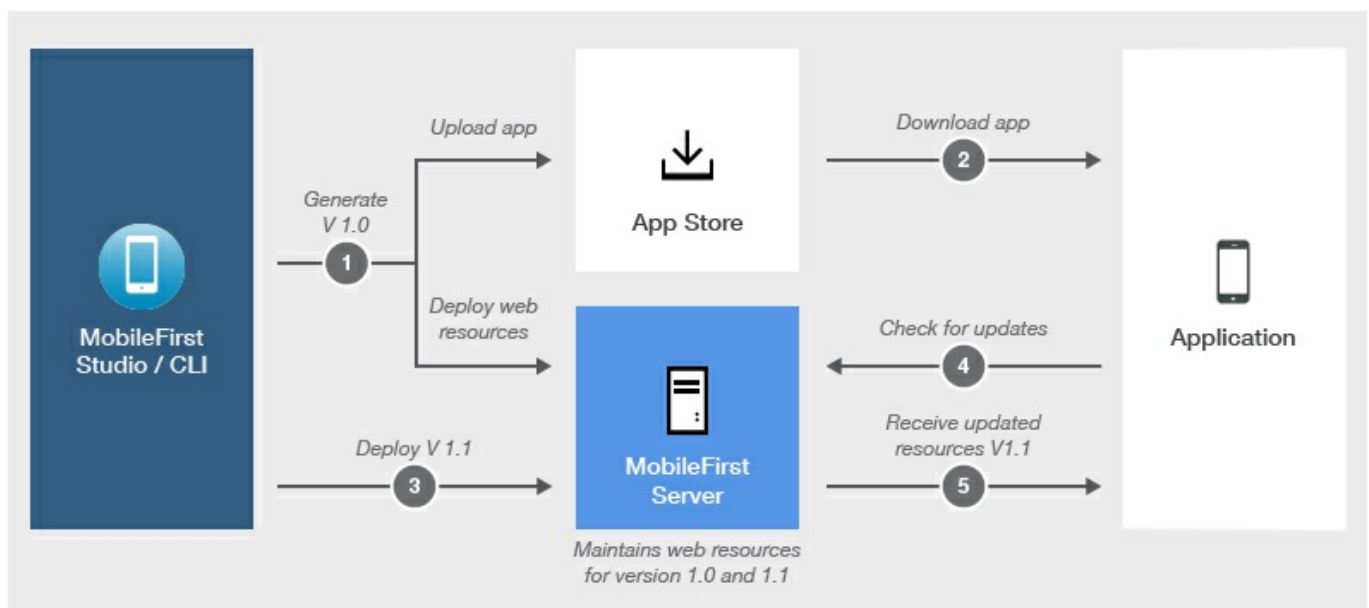 Upload app
Download app
2
Generate
V 1.0
1
App Store
Deploy web
resources
MobileFirst
Studio / CLI
Check for updates
4
Application
Deploy V 1.1
3
MobileFirst
Server
Receive updated
resources V1.1
5
Maintains web resources
for version 1.0 and 1.1